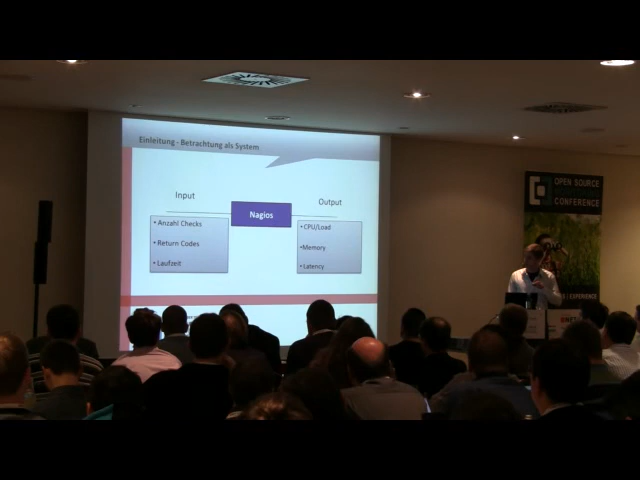 Einleitung - Betrachtung als System
Input
Output
Nagios
• Anzahl Checks
• Return Codes
• Laufzeit
• CPU/Load
• Memory
• Latency
OPEN SOURCE
CONFERENCE